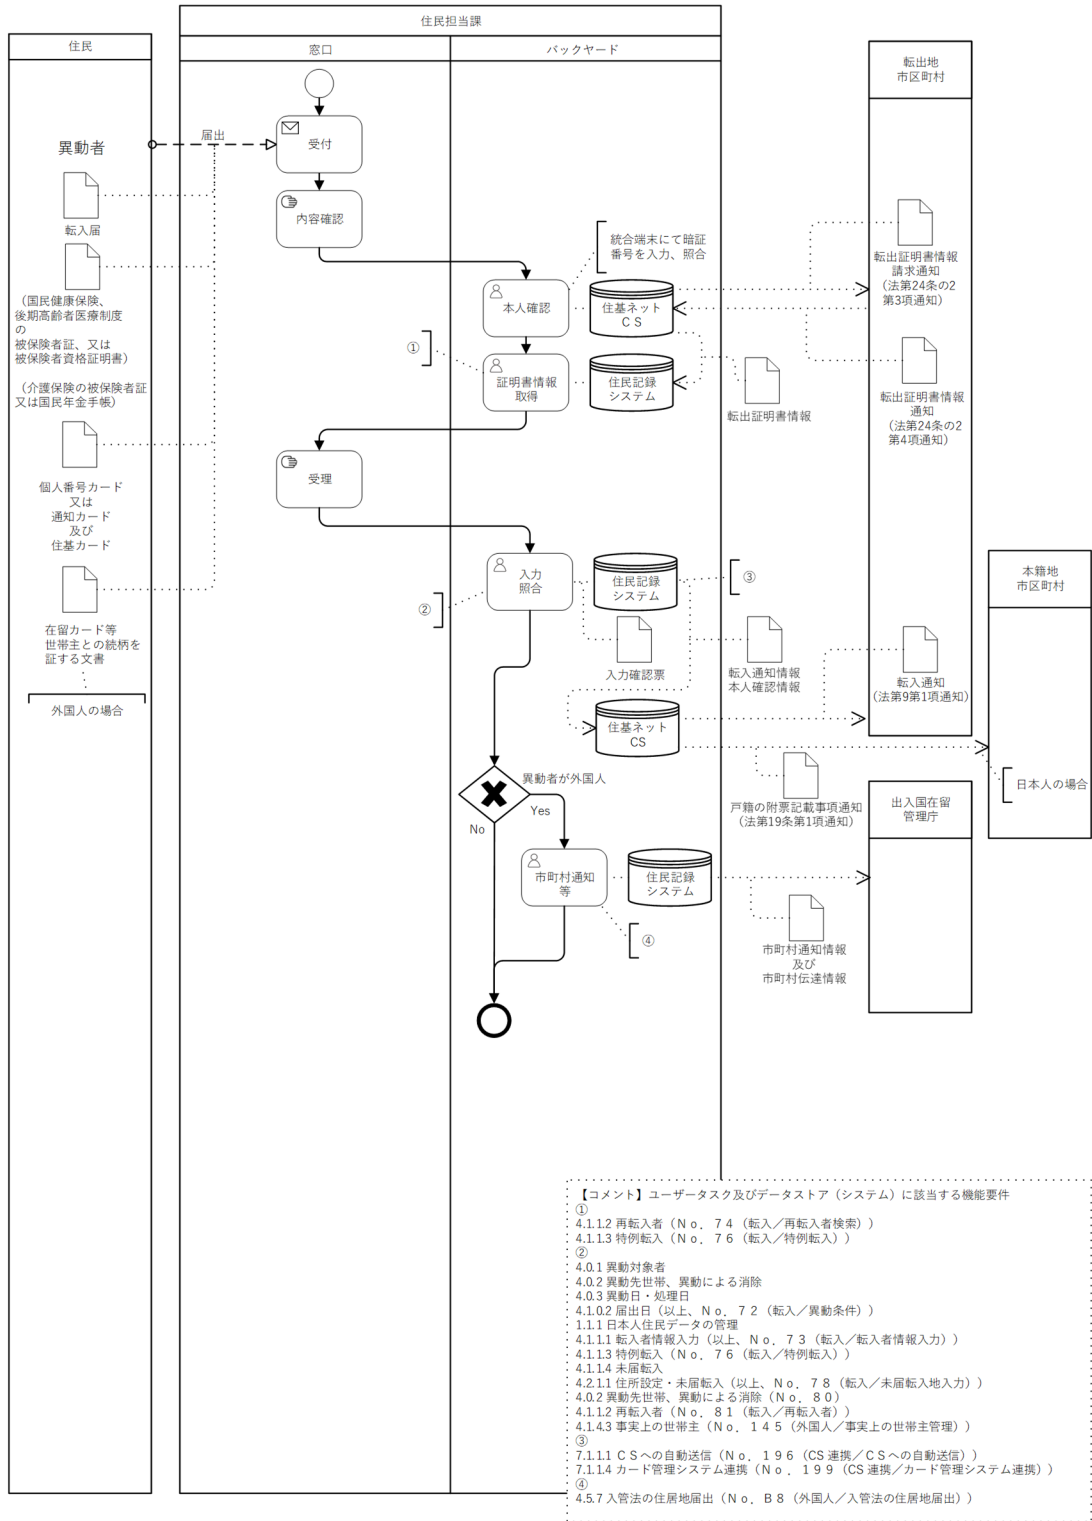 住民担当課
住民
窓口
バックヤード
転出地
市区町村
異動者
届出
受付
転入届
内容確認
統合端末にて暗証
番号を入力、照合
転出証明書情報
請求通知
（法第24条の2
第3項通知）
（国民健康保険、
後期高齢者医療制度
の
被保険者証、又は
被保険者資格証明書）
（介護保険の被保険者証
又は国民年金手帳）
本人確認
住基ネット
ＣＳ
①
証明書情報
取得
住民記録
システム
転出証明書情報
転出証明書情報
通知
（法第24条の2
第4項通知）
個人番号カード
又は
通知カード
及び
住基カード
受理
入力
照合
住民記録
システム
③
②
本籍地
市区町村
在留カード等
世帯主との続柄を
証する文書
外国人の場合
入力確認票
転入通知情報
本人確認情報
転入通知
（法第9第1項通知）
住基ネット
CS
異動者が外国人
Yes
No
戸籍の附票記載事項通知
（法第19条第1項通知）
日本人の場合
出入国在留
管理庁
市町村通知
等
住民記録
システム
④
市町村通知情報
及び
市町村伝達情報
【コメント】ユーザータスク及びデータストア（システム）に該当する機能要件
①
4.1.1.2 再転入者（Ｎｏ．７４（転入／再転入者検索））
4.1.1.3 特例転入（Ｎｏ．７６（転入／特例転入））
②
4.0.1 異動対象者
4.0.2 異動先世帯、異動による消除
4.0.3 異動日・処理日
4.1.0.2 届出日（以上、Ｎｏ．７２（転入／異動条件））
1.1.1 日本人住民データの管理
4.1.1.1 転入者情報入力（以上、Ｎｏ．７３（転入／転入者情報入力））
4.1.1.3 特例転入（Ｎｏ．７６（転入／特例転入））
4.1.1.4 未届転入
4.2.1.1 住所設定・未届転入（以上、Ｎｏ．７８（転入／未届転入地入力））
4.0.2 異動先世帯、異動による消除（Ｎｏ．８０）
4.1.1.2 再転入者（Ｎｏ．８１（転入／再転入者））
4.1.4.3 事実上の世帯主（Ｎｏ．１４５（外国人／事実上の世帯主管理））
③
7.1.1.1 ＣＳへの自動送信（Ｎｏ．１９６（CS 連携／ＣＳへの自動送信））
7.1.1.4 カード管理システム連携（Ｎｏ．１９９（CS 連携／カード管理システム連携））
④
4.5.7 入管法の住居地届出（Ｎｏ．Ｂ８（外国人／入管法の住居地届出））